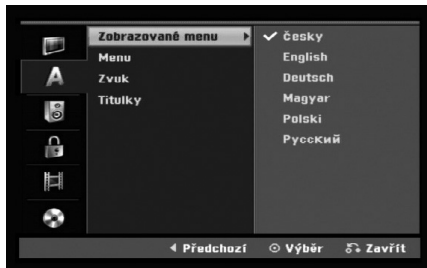 A
Zobrazované menu
Menu
Zvuk
Titulky
česky
English
Deutsch
Magyar
Polski
Русский
Předchozí Výběr Zavřít